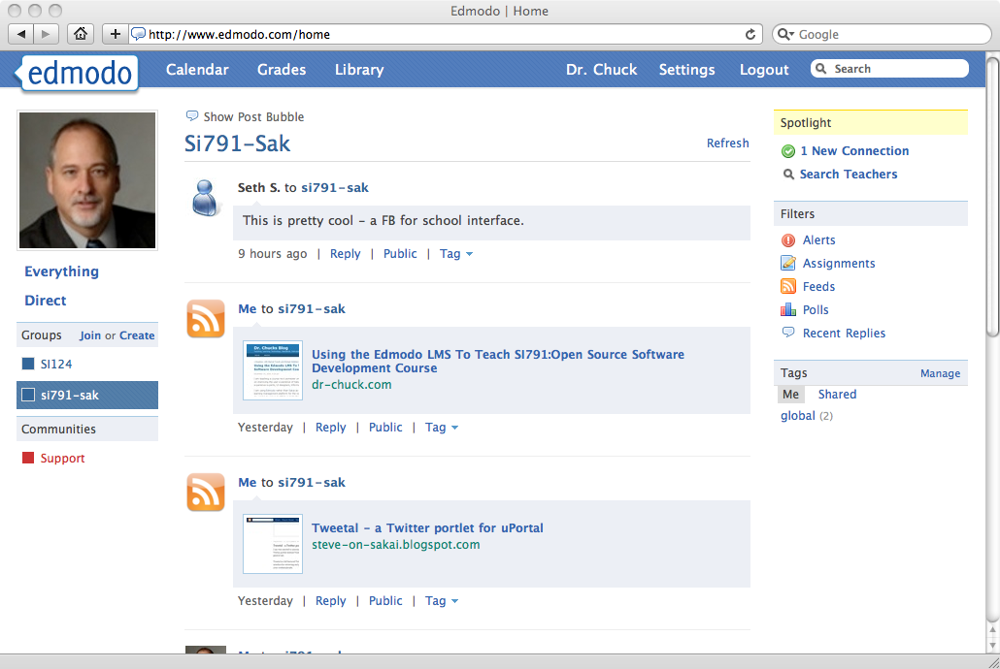 Edmodo | Home
http://www.edmodo.com/home
Google
edmodo
Calendar Grades Library Dr. Chuck Settings Logout Search
Show Post Bubble
Si791-Sak Refresh
Seth S. to si791-sak
This is pretty cool - a FB for school interface.
9 hours ago | Reply | Public | Tag
Me to si791-sak
Dr. Chucks Blog
Using the Edmodo LMS To Teach SI791:Open Source Software
Development Course
dr-chuck.com
Yesterday | Reply | Public | Tag
Me to si791-sak
Tweetal - a Twitter portlet for uPortal
steve-on-sakai.blogspot.com
Yesterday | Reply | Public | Tag
Everything
Direct
Groups Join or Create
SI124
si791-sak
Communities
Support
Spotlight
1 New Connection
Search Teachers
Filters
Alerts
Assignments
Feeds
Polls
Recent Replies
Tags Manage
Me Shared
global (2)